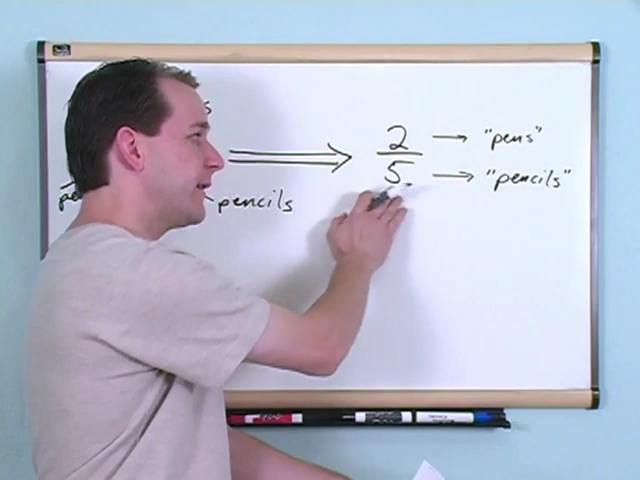 2 → "pens"
5 → "pencils"
pencils